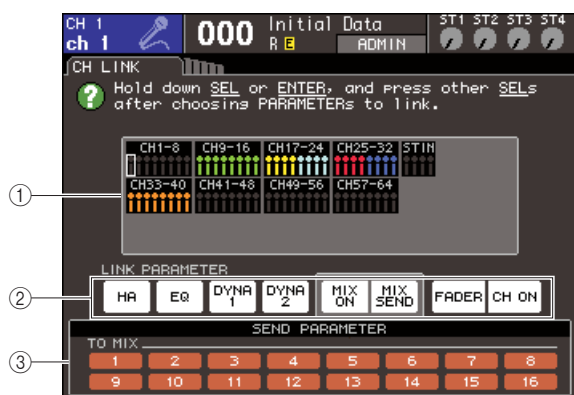 CH 1
ch 1
000
Initial Data
R E
ADMIN
ST1 ST2 ST3 ST4
CH LINK
? Hold down SEL or ENTER, and press other SELs
after choosing PARAMETERs to link.
CH1-8 CH9-16 CH17-24 CH25-32 STIN
CH33-40 CH41-48 CH49-56 CH57-64
①
LINK PARAMETER
② HA EQ DYNA 1 DYNA 2 MIX ON MIX SEND FADER CH ON
SEND PARAMETER
TO MIX
③ 1 2 3 4 5 6 7 8
9 10 11 12 13 14 15 16